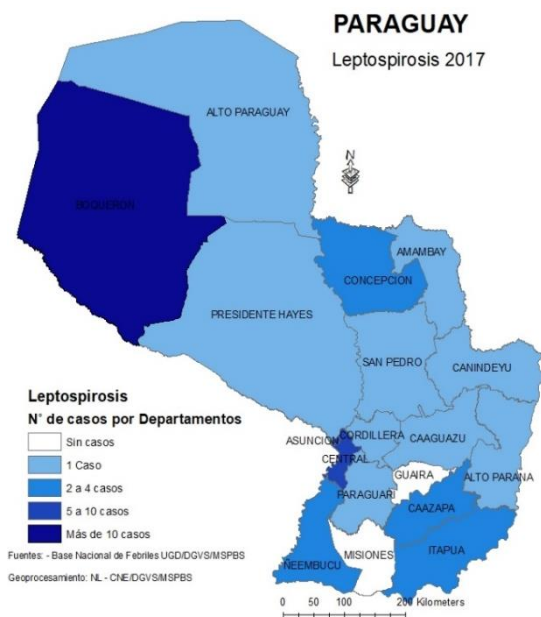 PARAGUAY
Leptospirosis 2017
N
ALTO PARAGUAY
BOQUERON
AMAMBAY
CONCEPCION
PRESIDENTE HAYES
SAN PEDRO
CANINDEYU
Leptospirosis
N° de casos por Departamentos
Sin casos
1 Caso
2 a 4 casos
5 a 10 casos
Más de 10 casos
ASUNCION
CORDILLERA
CAAGUAZU
CENTRAL
GUAIRA
ALTO PARANA
PARAGUARI
CAAZAPA
ÑEEMBUCU
MISIONES
ITAPUA
Fuentes: - Base Nacional de Febriles UGD/DGVS/MSPBS
Geoprocesamiento: NL - CNE/DGVS/MSPBS
0 50 100 200 Kilometers